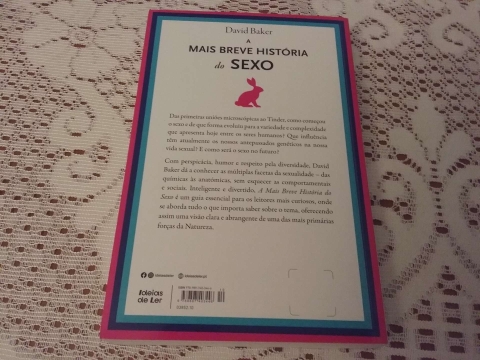 David Baker
A
MAIS BREVE HISTÓRIA
do SEXO
Das primeiras uniões microscópicas ao Tinder, como começou
o sexo e de que forma evoluiu para a variedade e complexidade
que apresenta hoje entre os seres humanos? Que influência
têm atualmente os nossos antepassados genéticos na nossa
vida sexual? E como será o sexo no futuro?
Com perspicácia, humor e respeito pela diversidade, David
Baker dá a conhecer as múltiplas facetas da sexualidade – das
químicas às anatómicas, sem esquecer as comportamentais
e sociais. Inteligente e divertido, A Mais Breve História do
Sexo é um guia essencial para os leitores mais curiosos, onde
se aborda tudo o que importa saber sobre o tema, oferecendo
assim uma visão clara e abrangente de uma das mais primárias
forças da Natureza.
Ideias
de Ler